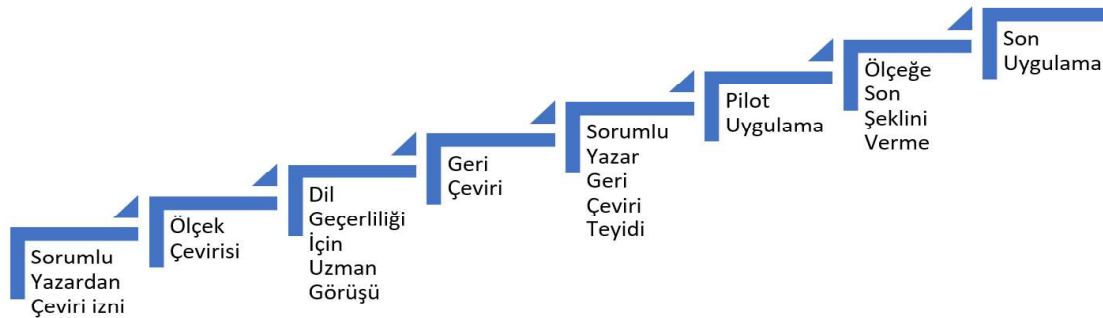 Sorumlu
Yazardan
Çeviri izni
Ölçek
Çevirisi
Dil
Geçerliliği
İçin
Uzman
Görüşü
Geri
Çeviri
Sorumlu
Yazar
Geri
Çeviri
Teyidi
Pilot
Uygulama
Ölçeğe
Son
Şeklini
Verme
Son
Uygulama